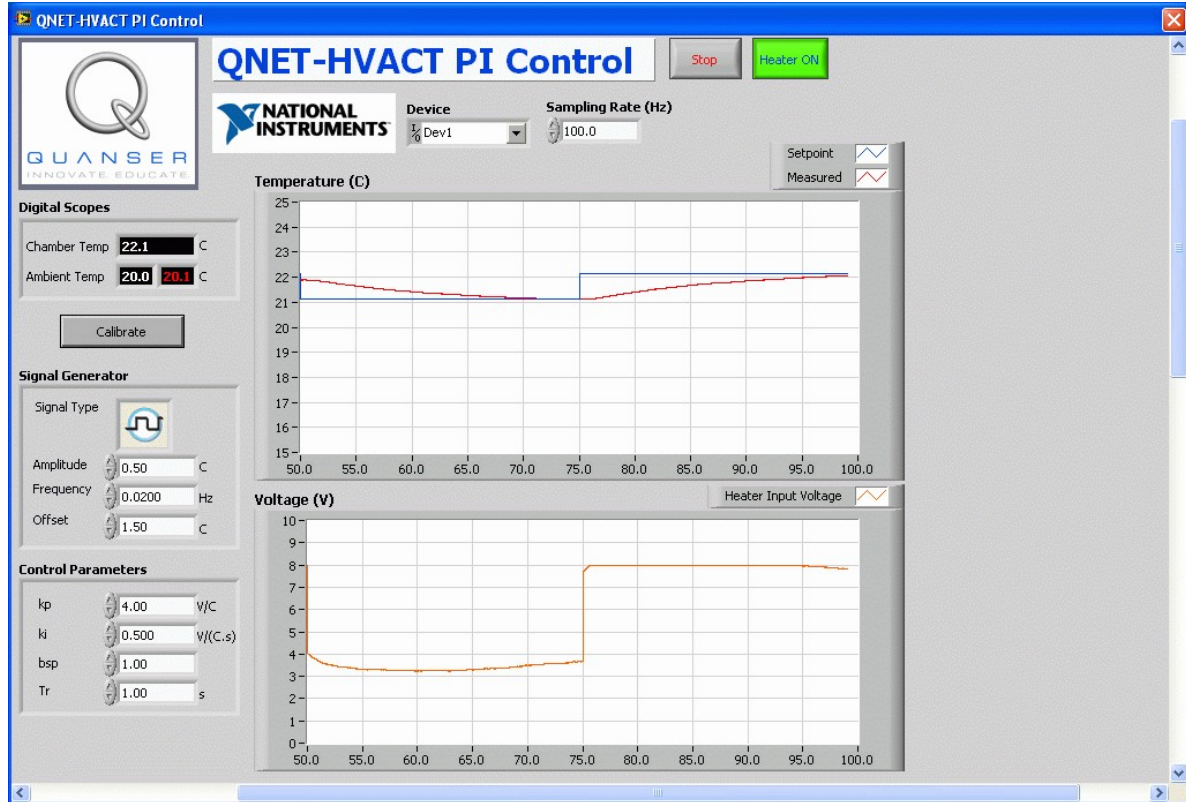 QNET-HVACT PI Control
QUANSER
INNOVATE. EDUCATE.
QNET-HVACT PI Control
Stop
Heater ON
NATIONAL
INSTRUMENTS
Device
I/O Dev1
Sampling Rate (Hz)
100.0
Setpoint
Measured
Digital Scopes
Chamber Temp 22.1 C
Ambient Temp 20.0 20.1 C
Calibrate
Signal Generator
Signal Type
Amplitude 0.50 C
Frequency 0.0200 Hz
Offset 1.50 C
Control Parameters
kp 4.00 V/C
ki 0.500 V/(C.s)
bsp 1.00
Tr 1.00 s
Temperature (C)
25
24
23
22
21
20
19
18
17
16
15
50.0 55.0 60.0 65.0 70.0 75.0 80.0 85.0 90.0 95.0 100.0
Voltage (V)
Heater Input Voltage
10
9
8
7
6
5
4
3
2
1
0
50.0 55.0 60.0 65.0 70.0 75.0 80.0 85.0 90.0 95.0 100.0